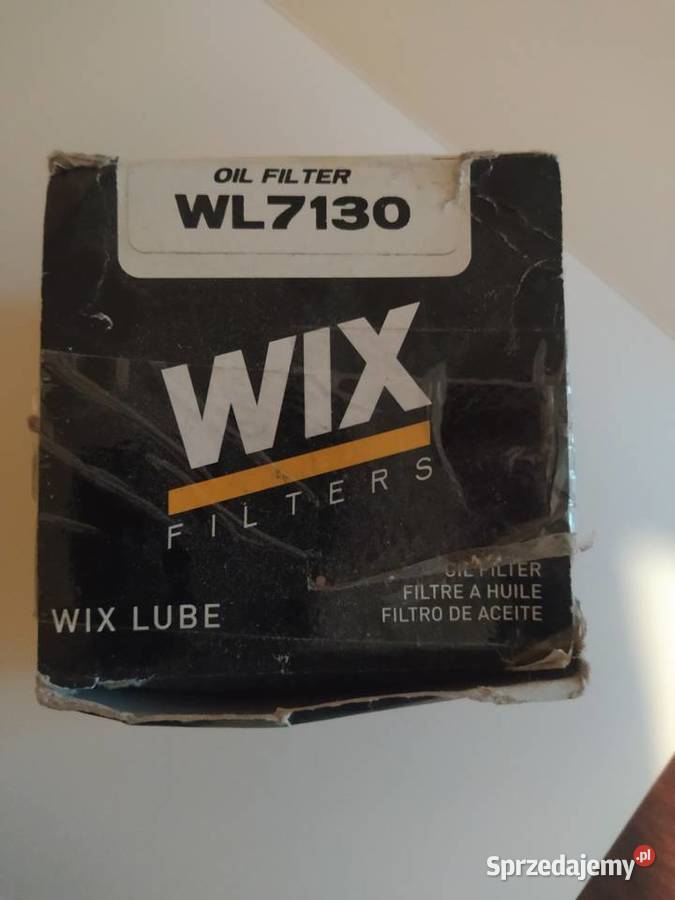 OIL FILTER
WL7130
WIX
FILTERS
WIX LUBE
OIL FILTER
FILTRE A HUILE
FILTRO DE ACEITE
Sprzedajemy.pl